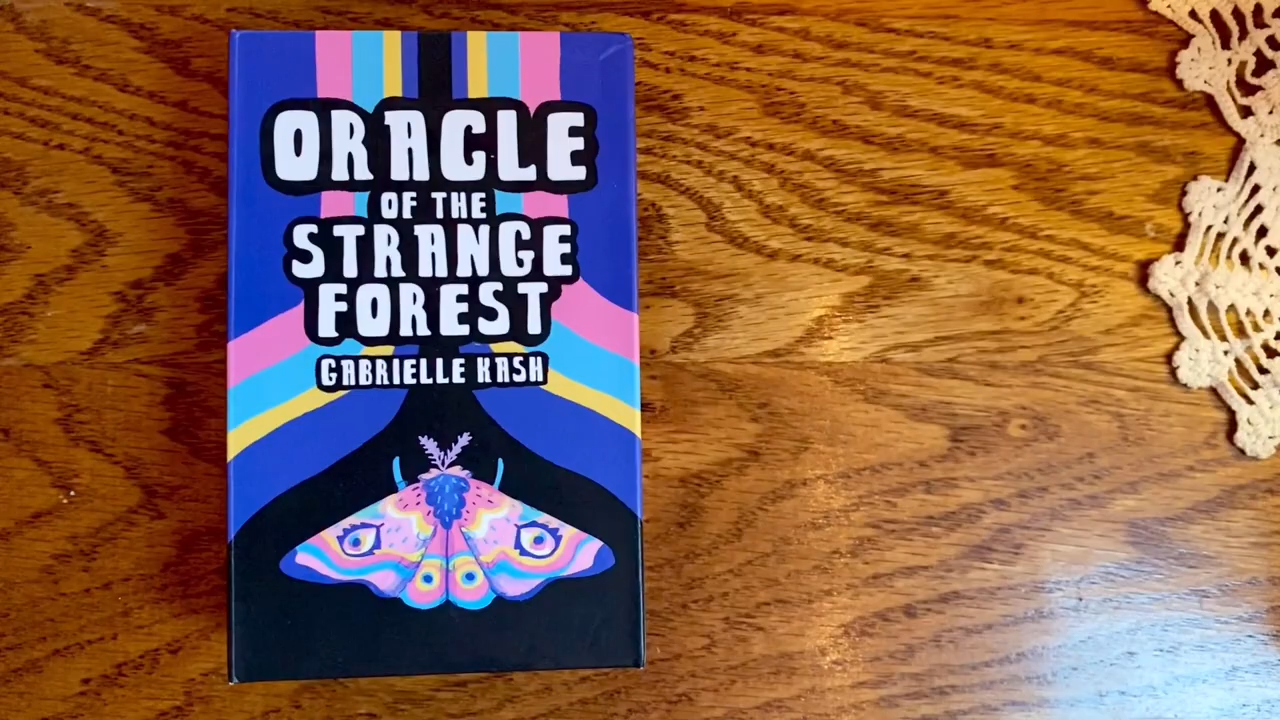 ORACLE
OF THE
STRANGE
FOREST
GABRIELLE KASH